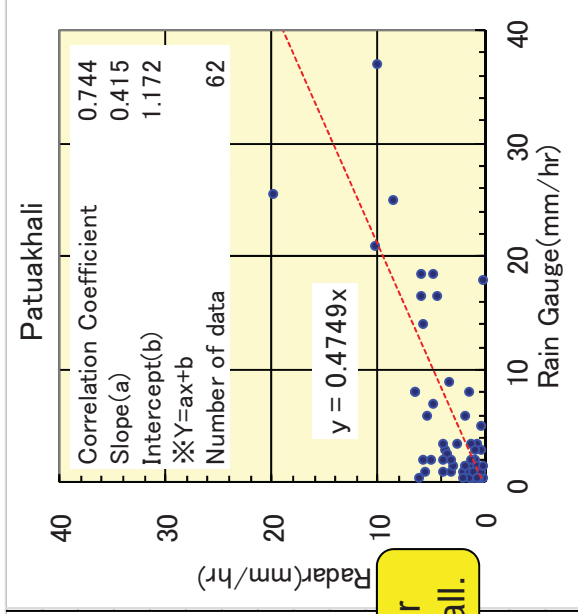 Patuakhali
Correlation Coefficient 0.744
Slope(a) 0.415
Intercept(b) 1.172
※Y=ax+b
Number of data 62
y = 0.4749x
40
30
20
10
0
Radar(mm/hr)
0 10 20 30 40
Rain Gauge(mm/hr)
r
all.